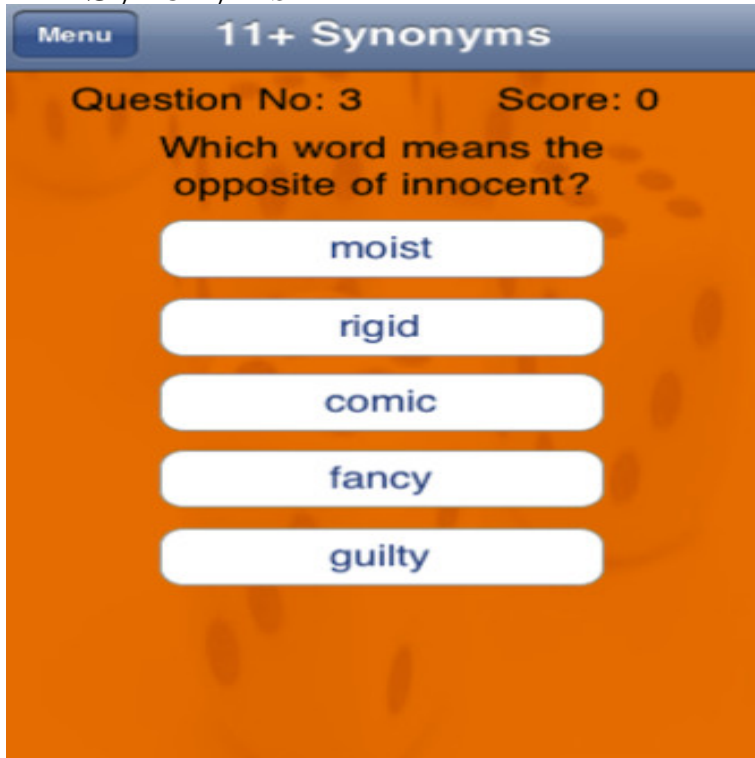 Menu 11+ Synonyms
Question No: 3 Score: 0
Which word means the
opposite of innocent?
moist
rigid
comic
fancy
guilty